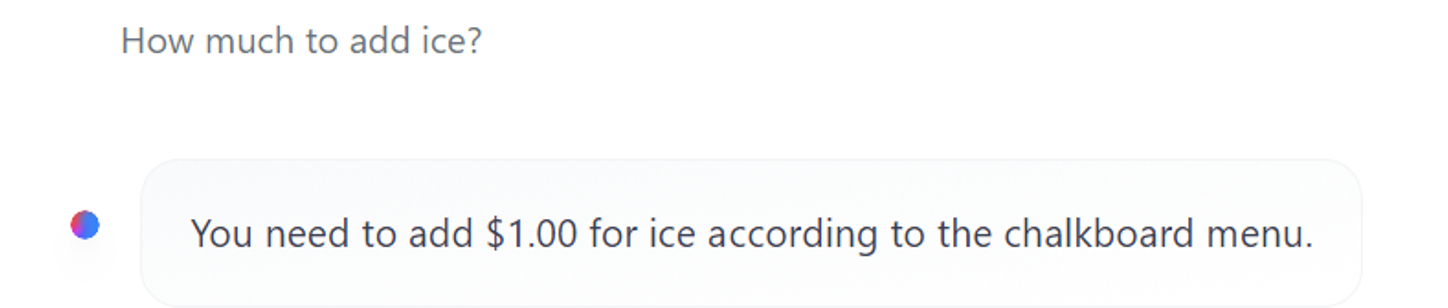 How much to add ice?
You need to add $1.00 for ice according to the chalkboard menu.